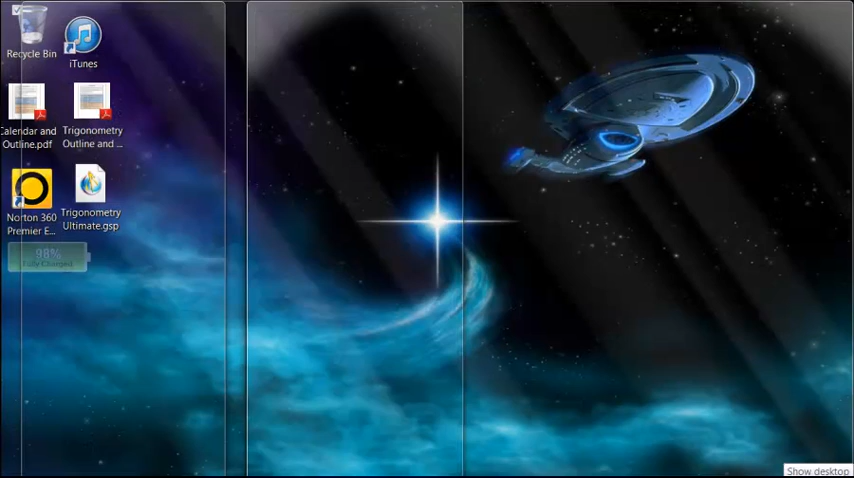 Recycle Bin
iTunes
Calendar and
Outline.pdf
Trigonometry
Outline and ...
Norton 360
Premier E...
Trigonometry
Ultimate.gsp
98%
Fully Charged
Show desktop